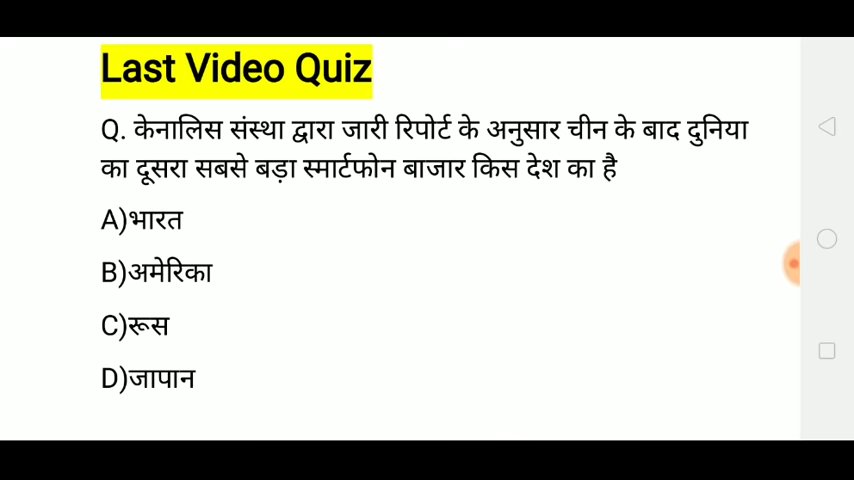 Last Video Quiz
Q. केनालिस संस्था द्वारा जारी रिपोर्ट के अनुसार चीन के बाद दुनिया
का दूसरा सबसे बड़ा स्मार्टफोन बाजार किस देश का है
A)भारत
B)अमेरिका
C)रूस
D)जापान